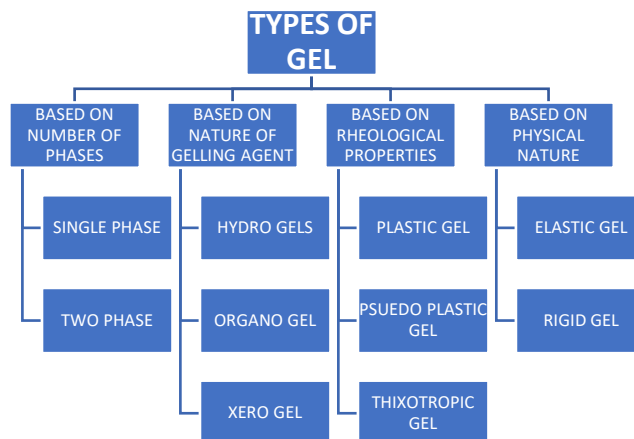 TYPES OF
GEL
BASED ON
NUMBER OF
PHASES
SINGLE PHASE
TWO PHASE
BASED ON
NATURE OF
GELLING AGENT
HYDRO GELS
ORGANO GEL
XERO GEL
BASED ON
RHEOLOGICAL
PROPERTIES
PLASTIC GEL
PSUEDO PLASTIC
GEL
THIXOTROPIC
GEL
BASED ON
PHYSICAL
NATURE
ELASTIC GEL
RIGID GEL